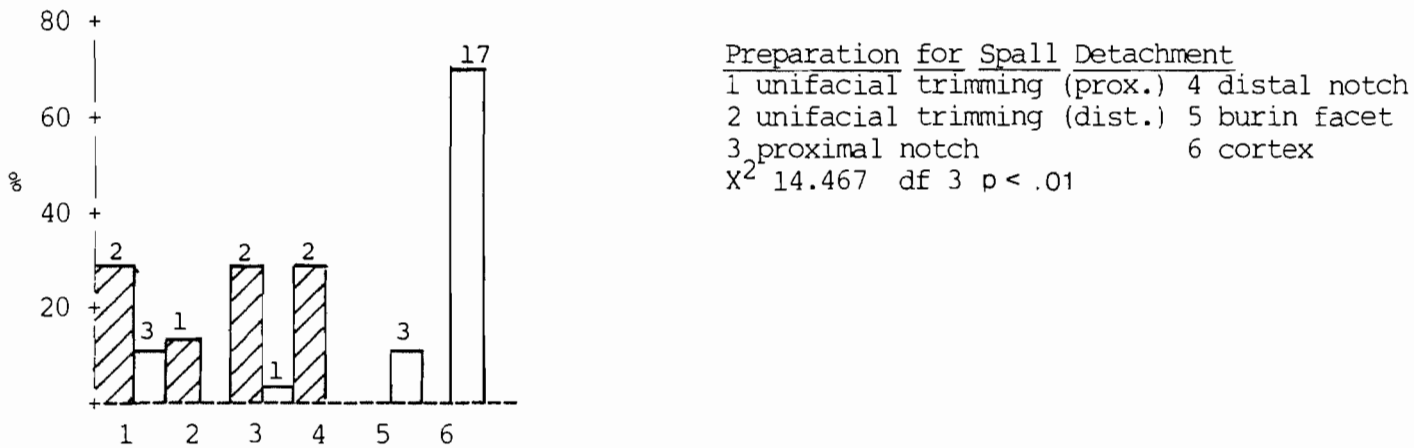 80 +
17
60 +
%
40 +
2 2 2
20 +
3 1 3
1
+
1 2 3 4 5 6
Preparation for Spall Detachment
1 unifacial trimming (prox.) 4 distal notch
2 unifacial trimming (dist.) 5 burin facet
3 proximal notch 6 cortex
X² 14.467 df 3 p < .01